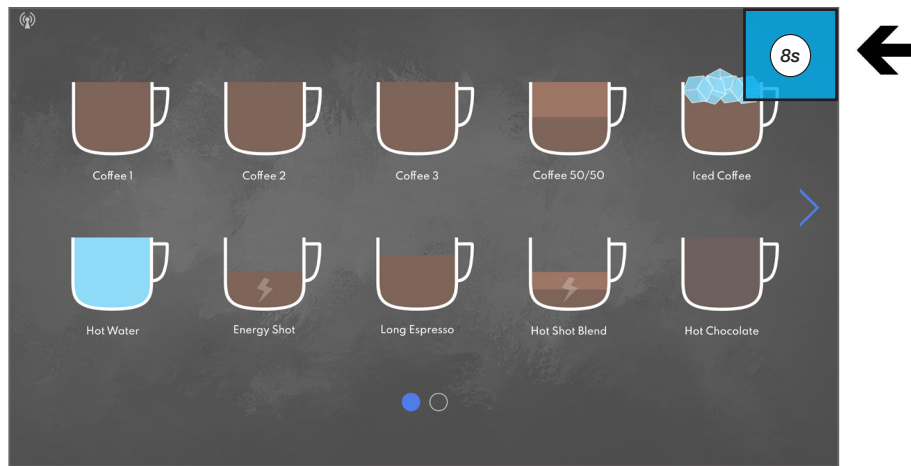 8s
Coffee 1
Coffee 2
Coffee 3
Coffee 50/50
Iced Coffee
Hot Water
Energy Shot
Long Espresso
Hot Shot Blend
Hot Chocolate